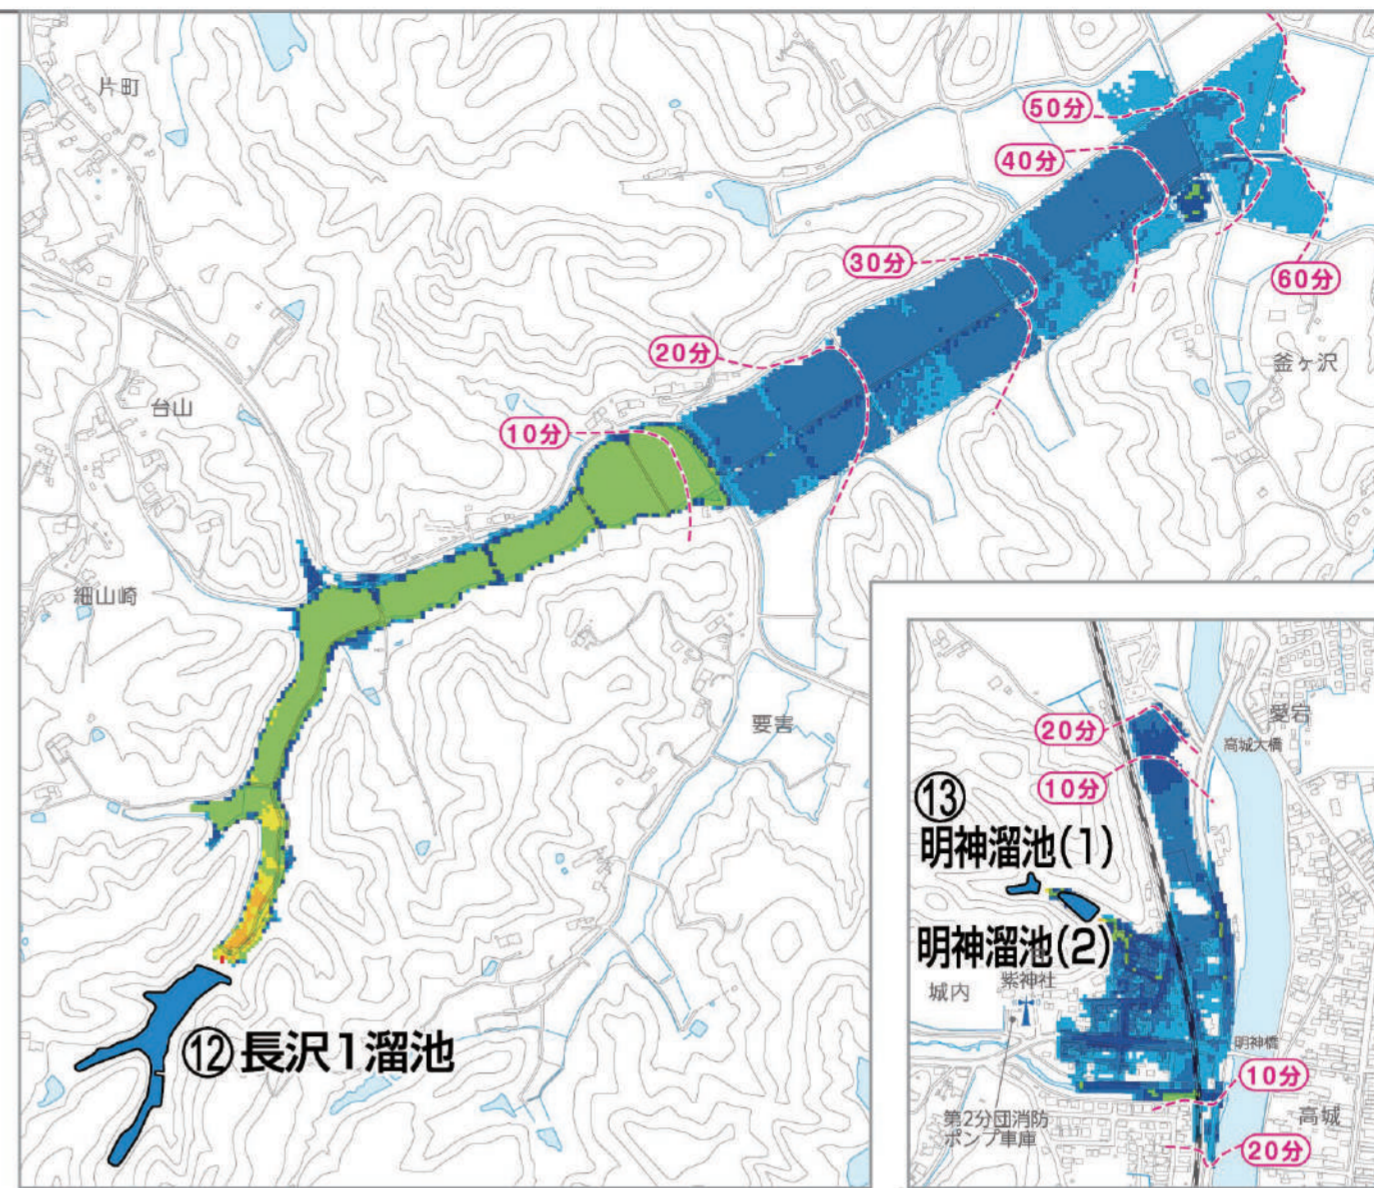 片町
50分
40分
30分
60分
20分
釜ヶ沢
台山
10分
細山崎
要害
⑫長沢1溜池
愛宕
20分
高城大橋
10分
⑬
明神溜池(1)
明神溜池(2)
紫神社
城内
明神橋
10分
第2分団消防
ポンプ車庫
高城
20分